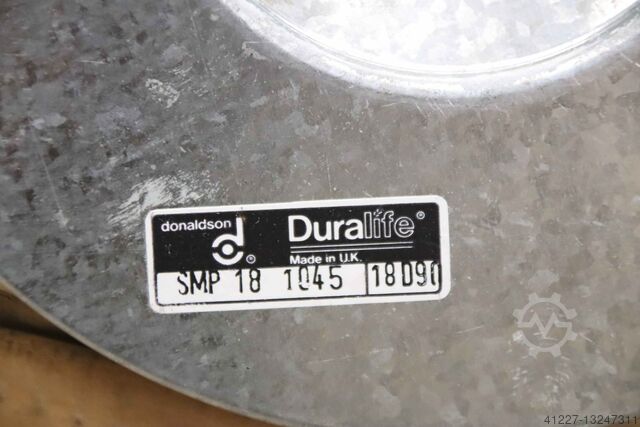 donaldson
Duralife®
®
Made in U.K.
SMP 18 1045 18D90
41227-13247311